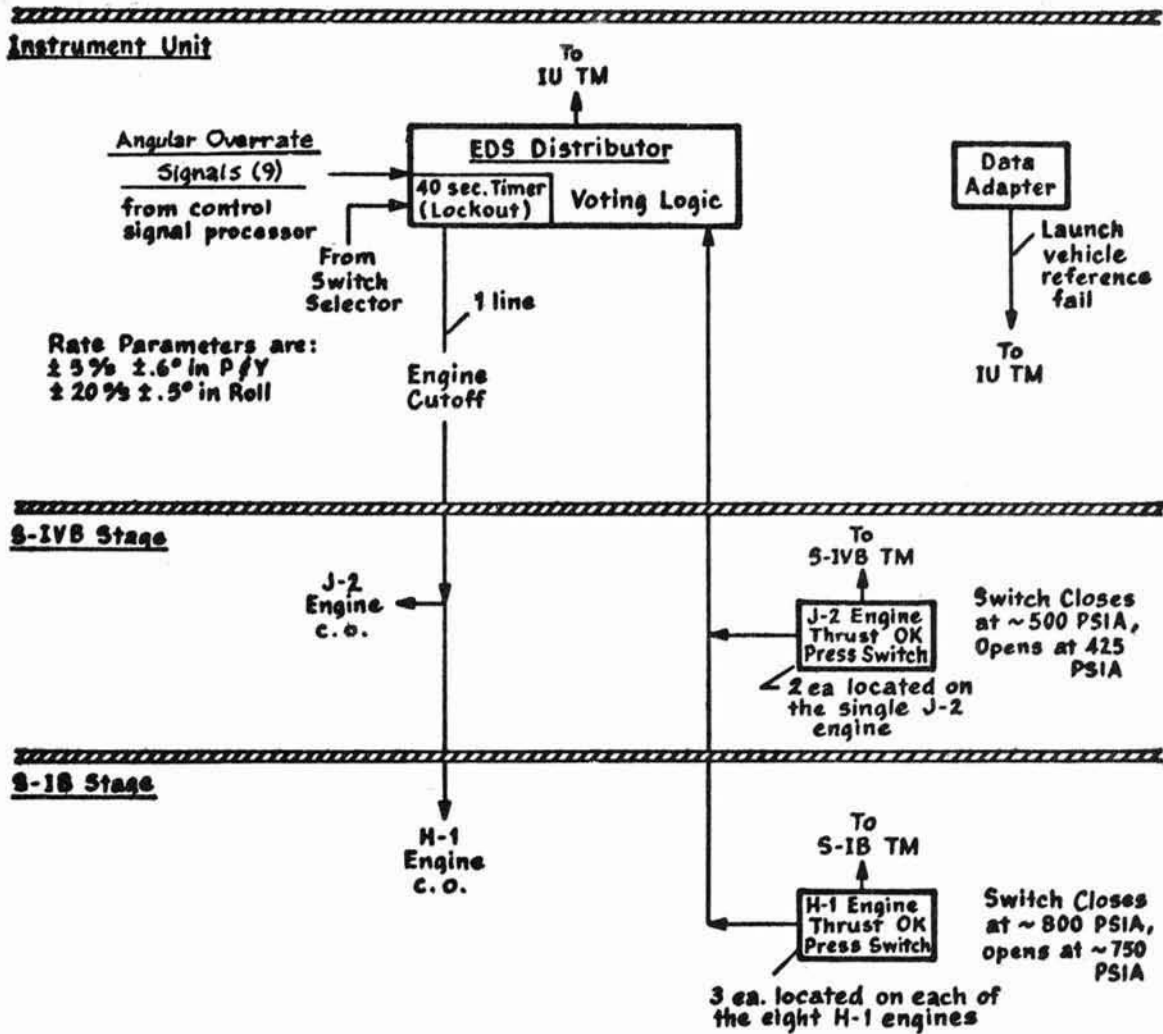 Instrument Unit
To
IU TM
Angular Overrate
Signals (9)
from control
signal processor
EDS Distributor
40 sec. Timer
(Lockout)
Voting Logic
From
Switch
Selector
Data
Adapter
Launch
vehicle
reference
fail
To
IU TM
1 line
Rate Parameters are:
± 5°/s ±.6° in P & Y
± 20°/s ±.5° in Roll
Engine
Cutoff
S-IVB Stage
J-2
Engine
C.O.
To
S-IVB TM
J-2 Engine
Thrust OK
Press Switch
Switch Closes
at ~500 PSIA,
Opens at 425
PSIA
2 ea located on
the single J-2
engine
S-IB Stage
H-1
Engine
C.O.
To
S-IB TM
H-1 Engine
Thrust OK
Press Switch
Switch Closes
at ~ 800 PSIA,
opens at ~750
PSIA
3 ea. located on each of
the eight H-1 engines